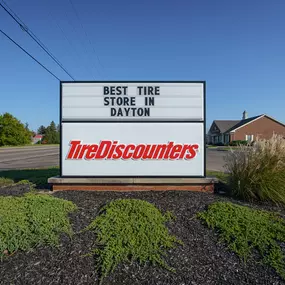 BEST TIRE
STORE IN
DAYTON
TireDiscounters